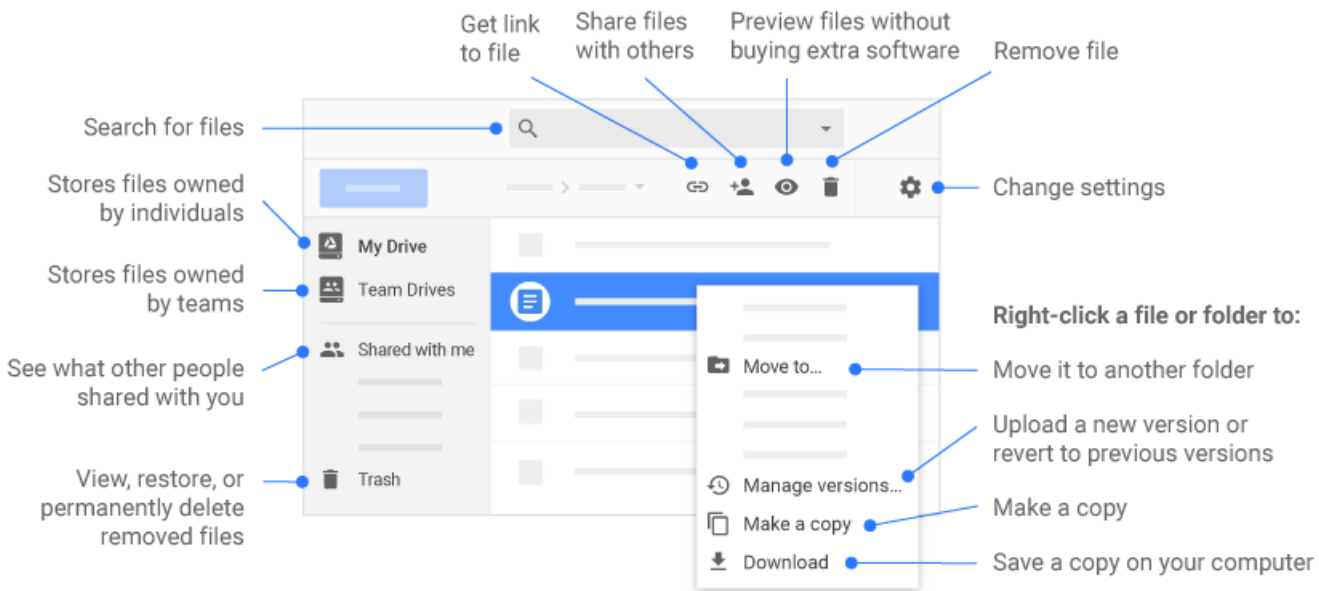 Get link
to file
Share files
with others
Preview files without
buying extra software
Remove file
Search for files
Stores files owned
by individuals
Change settings
My Drive
Stores files owned
by teams
Team Drives
Right-click a file or folder to:
See what other people
shared with you
Shared with me
Move to...
Move it to another folder
Upload a new version or
revert to previous versions
View, restore, or
permanently delete
removed files
Trash
Manage versions...
Make a copy
Make a copy
Download
Save a copy on your computer